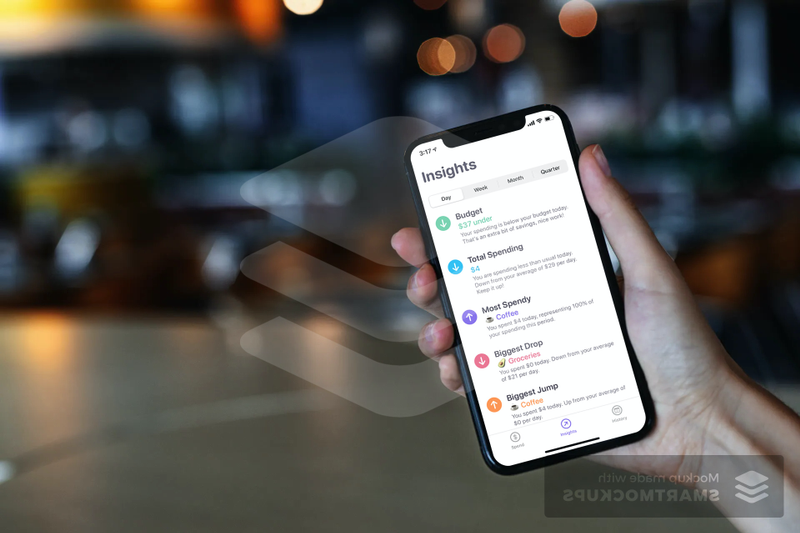 3:17
Insights
Day Week Month Quarter
Budget
$37 under
Your spending is below your budget today.
That's an extra bit of savings, nice work!
Total Spending
$4
You are spending less than usual today.
Down from your average of $29 per day.
Keep it up!
Most Spendy
Coffee
You spent $4 today, representing 100% of
your spending this period.
Biggest Drop
Groceries
You spent $0 today. Down from your average
of $21 per day.
Biggest Jump
Coffee
You spent $4 today. Up from your average of
$0 per day.
Spend Insights History
Mockup made with
SMARTMOCKUPS